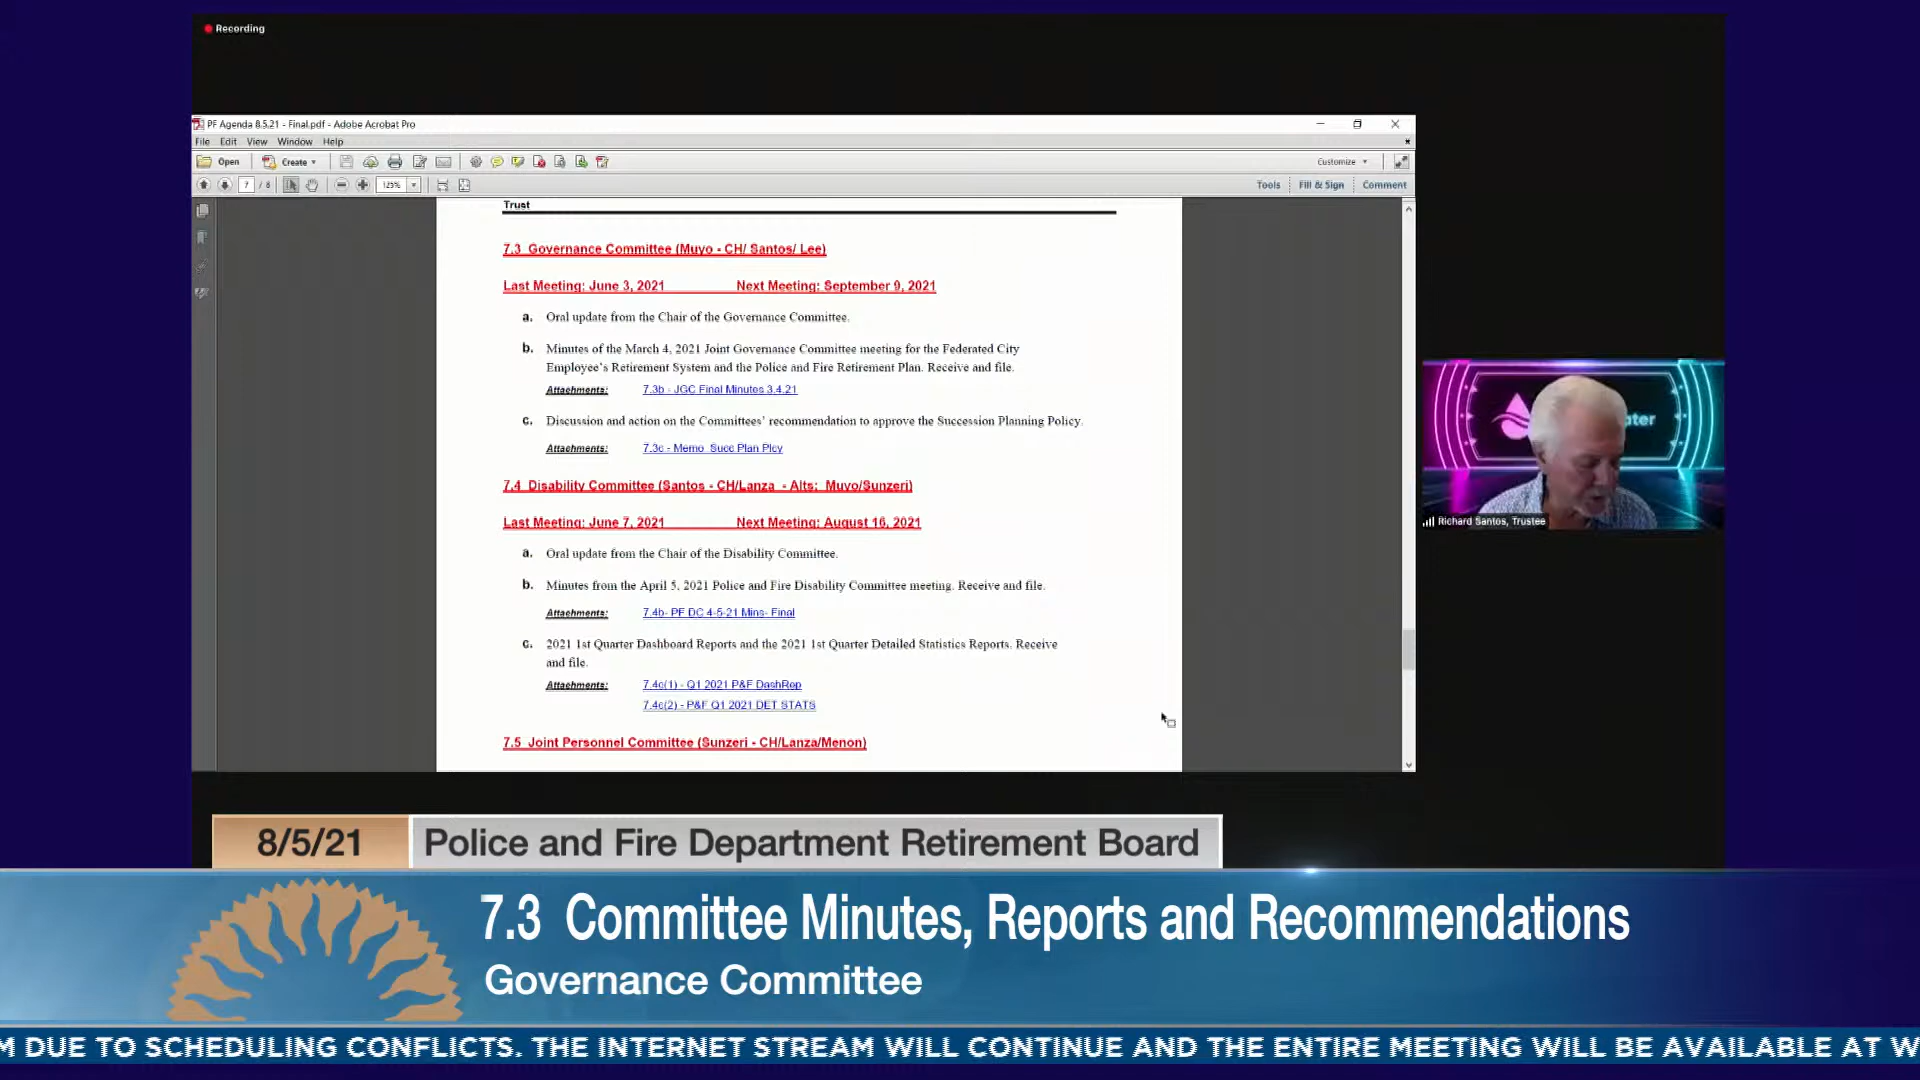 Recording
PF Agenda 8.5.21 - Final.pdf - Adobe Acrobat Pro
File Edit View Window Help
Open Create Customize
7 / 8 123% Tools Fill & Sign Comment
Trust
7.3 Governance Committee (Muyo - CH/ Santos/ Lee)
Last Meeting: June 3, 2021 Next Meeting: September 9, 2021
a. Oral update from the Chair of the Governance Committee.
b. Minutes of the March 4, 2021 Joint Governance Committee meeting for the Federated City
Employee's Retirement System and the Police and Fire Retirement Plan. Receive and file.
Attachments: 7.3b - JGC Final Minutes 3.4.21
c. Discussion and action on the Committees' recommendation to approve the Succession Planning Policy.
Attachments: 7.3c - Memo Succ Plan Plcy
7.4 Disability Committee (Santos - CH/Lanza - Alts: Muyo/Sunzeri)
Last Meeting: June 7, 2021 Next Meeting: August 16, 2021
a. Oral update from the Chair of the Disability Committee.
b. Minutes from the April 5, 2021 Police and Fire Disability Committee meeting. Receive and file.
Attachments: 7.4b- PF DC 4-5-21 Mins- Final
c. 2021 1st Quarter Dashboard Reports and the 2021 1st Quarter Detailed Statistics Reports. Receive
and file.
Attachments: 7.4c(1) - Q1 2021 P&F DashRep
7.4c(2) - P&F Q1 2021 DET STATS
7.5 Joint Personnel Committee (Sunzeri - CH/Lanza/Menon)
Richard Santos, Trustee
8/5/21 Police and Fire Department Retirement Board
7.3 Committee Minutes, Reports and Recommendations
Governance Committee
M DUE TO SCHEDULING CONFLICTS. THE INTERNET STREAM WILL CONTINUE AND THE ENTIRE MEETING WILL BE AVAILABLE AT W